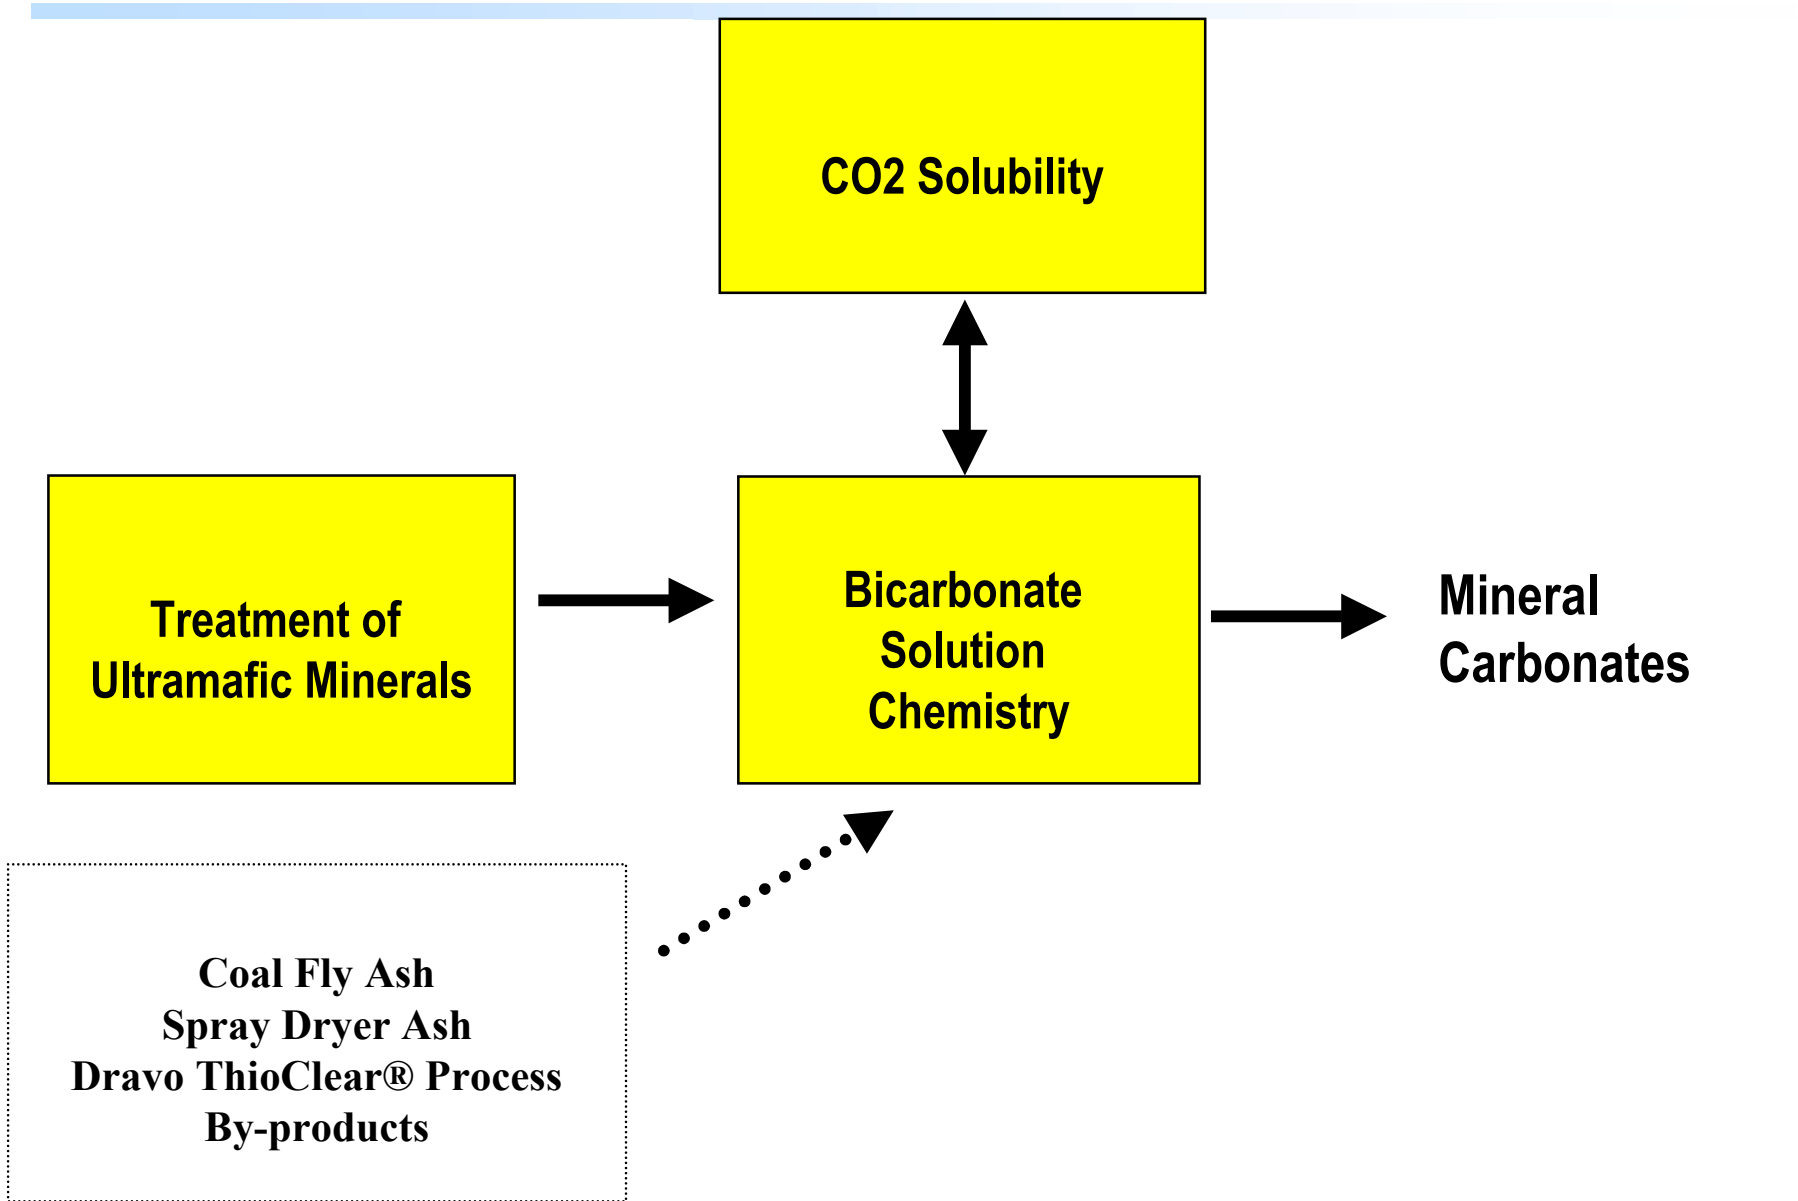 CO2 Solubility
Treatment of
Ultramafic Minerals
Bicarbonate
Solution
Chemistry
Mineral
Carbonates
Coal Fly Ash
Spray Dryer Ash
Dravo ThioClear® Process
By-products